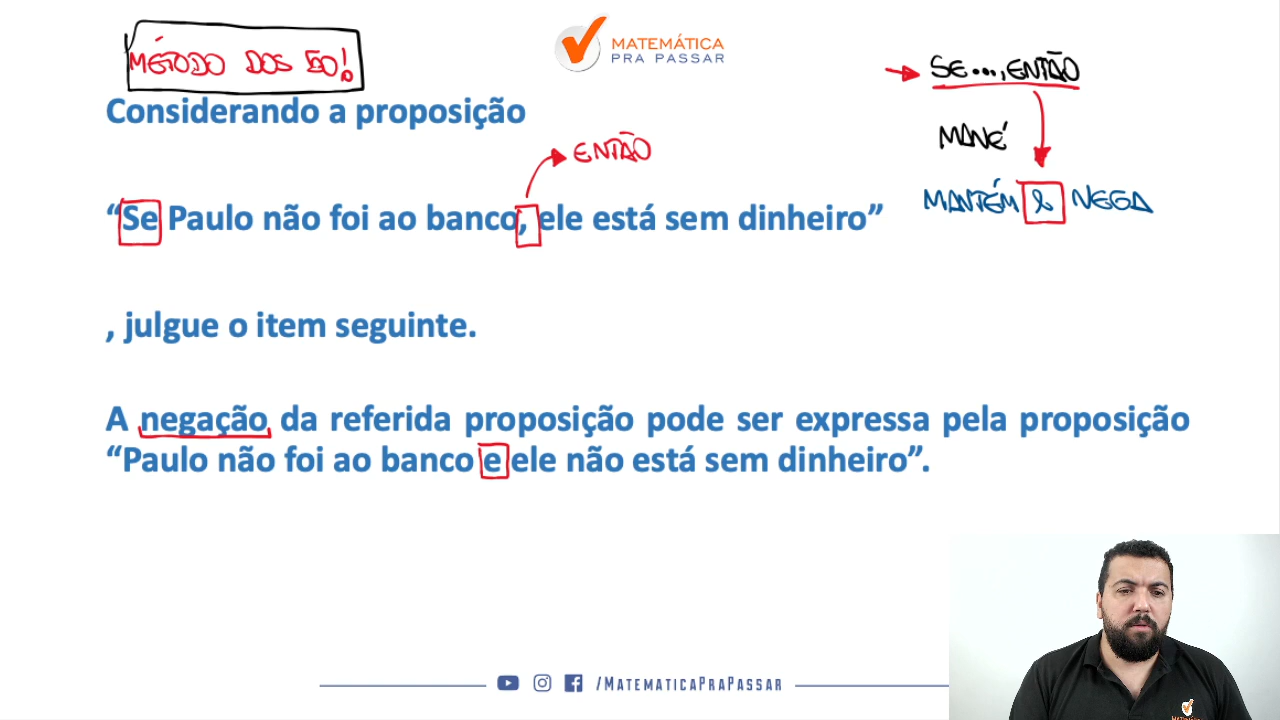 MÉTODO DOS 50!
MATEMÁTICA
PRA PASSAR
SE..., ENTÃO
Considerando a proposição
MANÉ
ENTÃO
MANTÉM & NEGA
“Se Paulo não foi ao banco, ele está sem dinheiro”
, julgue o item seguinte.
A negação da referida proposição pode ser expressa pela proposição
“Paulo não foi ao banco e ele não está sem dinheiro”.
/MATEMATICAPRAPASSAR